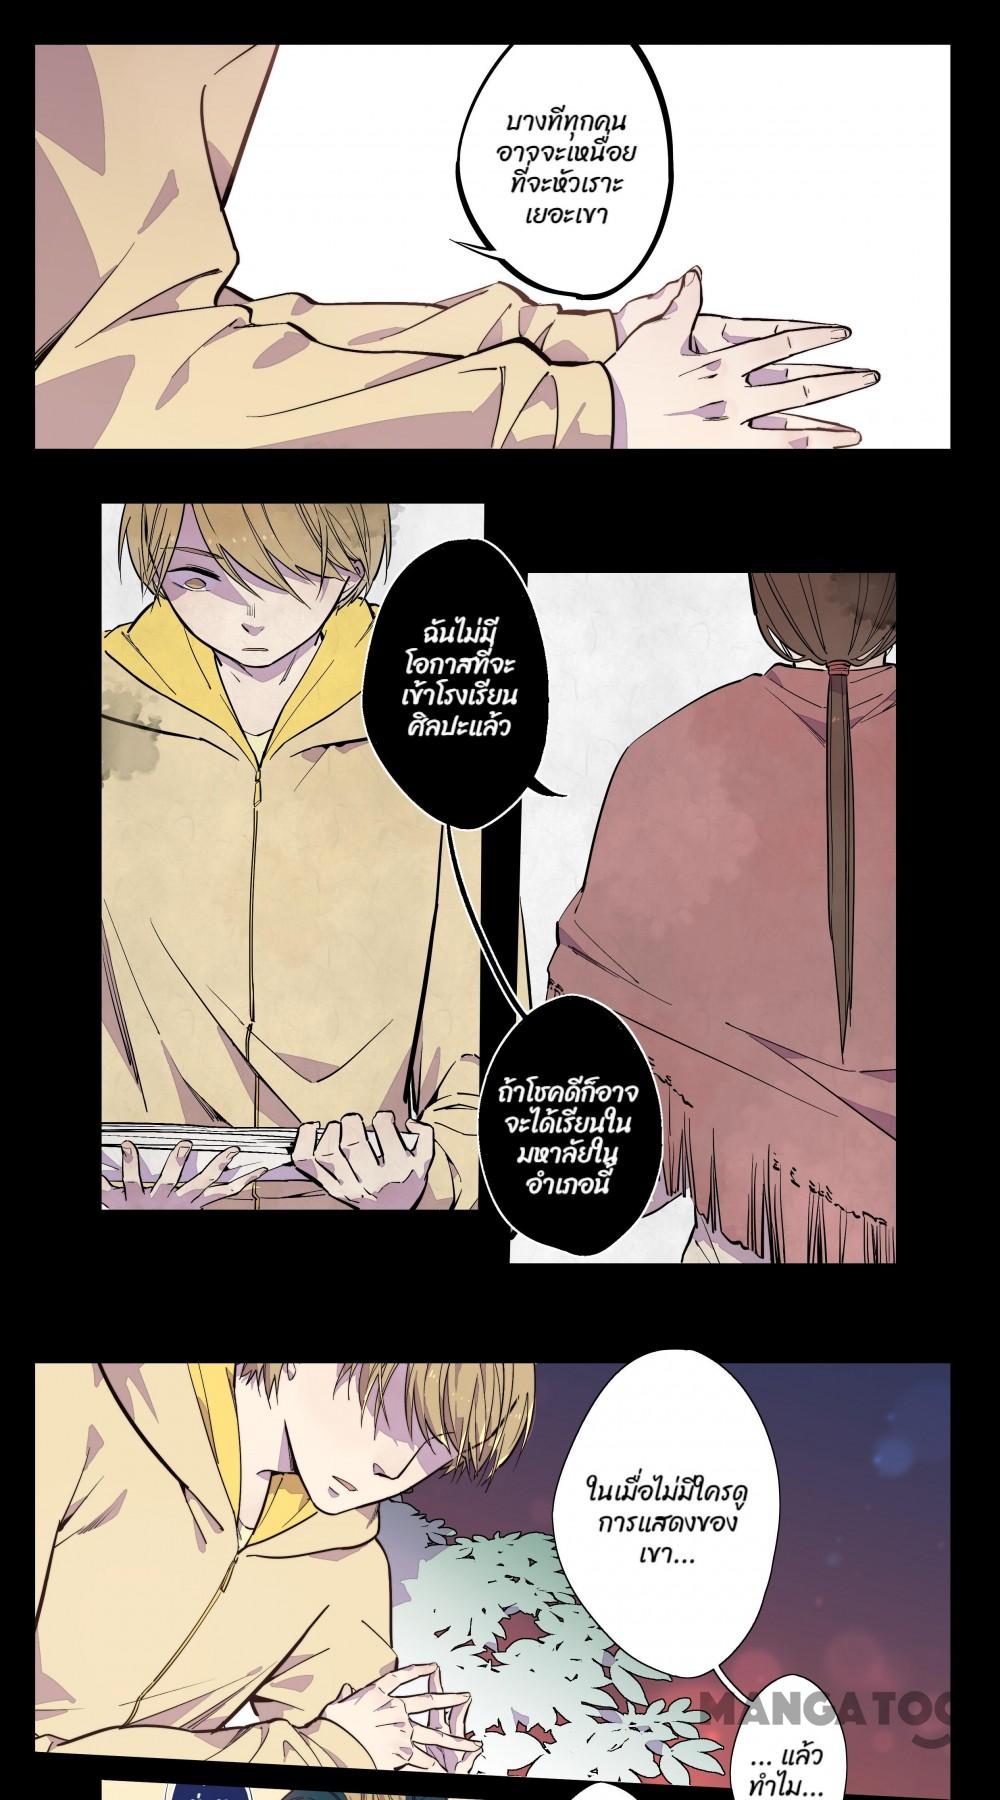 บางทีทุกคน
อาจจะเหนื่อย
ที่จะหัวเราะ
เยอะเขา
ฉันไม่มี
โอกาสที่จะ
เข้าโรงเรียน
ศิลปะแล้ว
ถ้าโชคดีก็อาจ
จะได้เรียนใน
มหาลัยใน
อำเภอนี้
ในเมื่อไม่มีใครดู
การแสดงของ
เขา...
MANGATOO
... แล้ว
ทำไม...